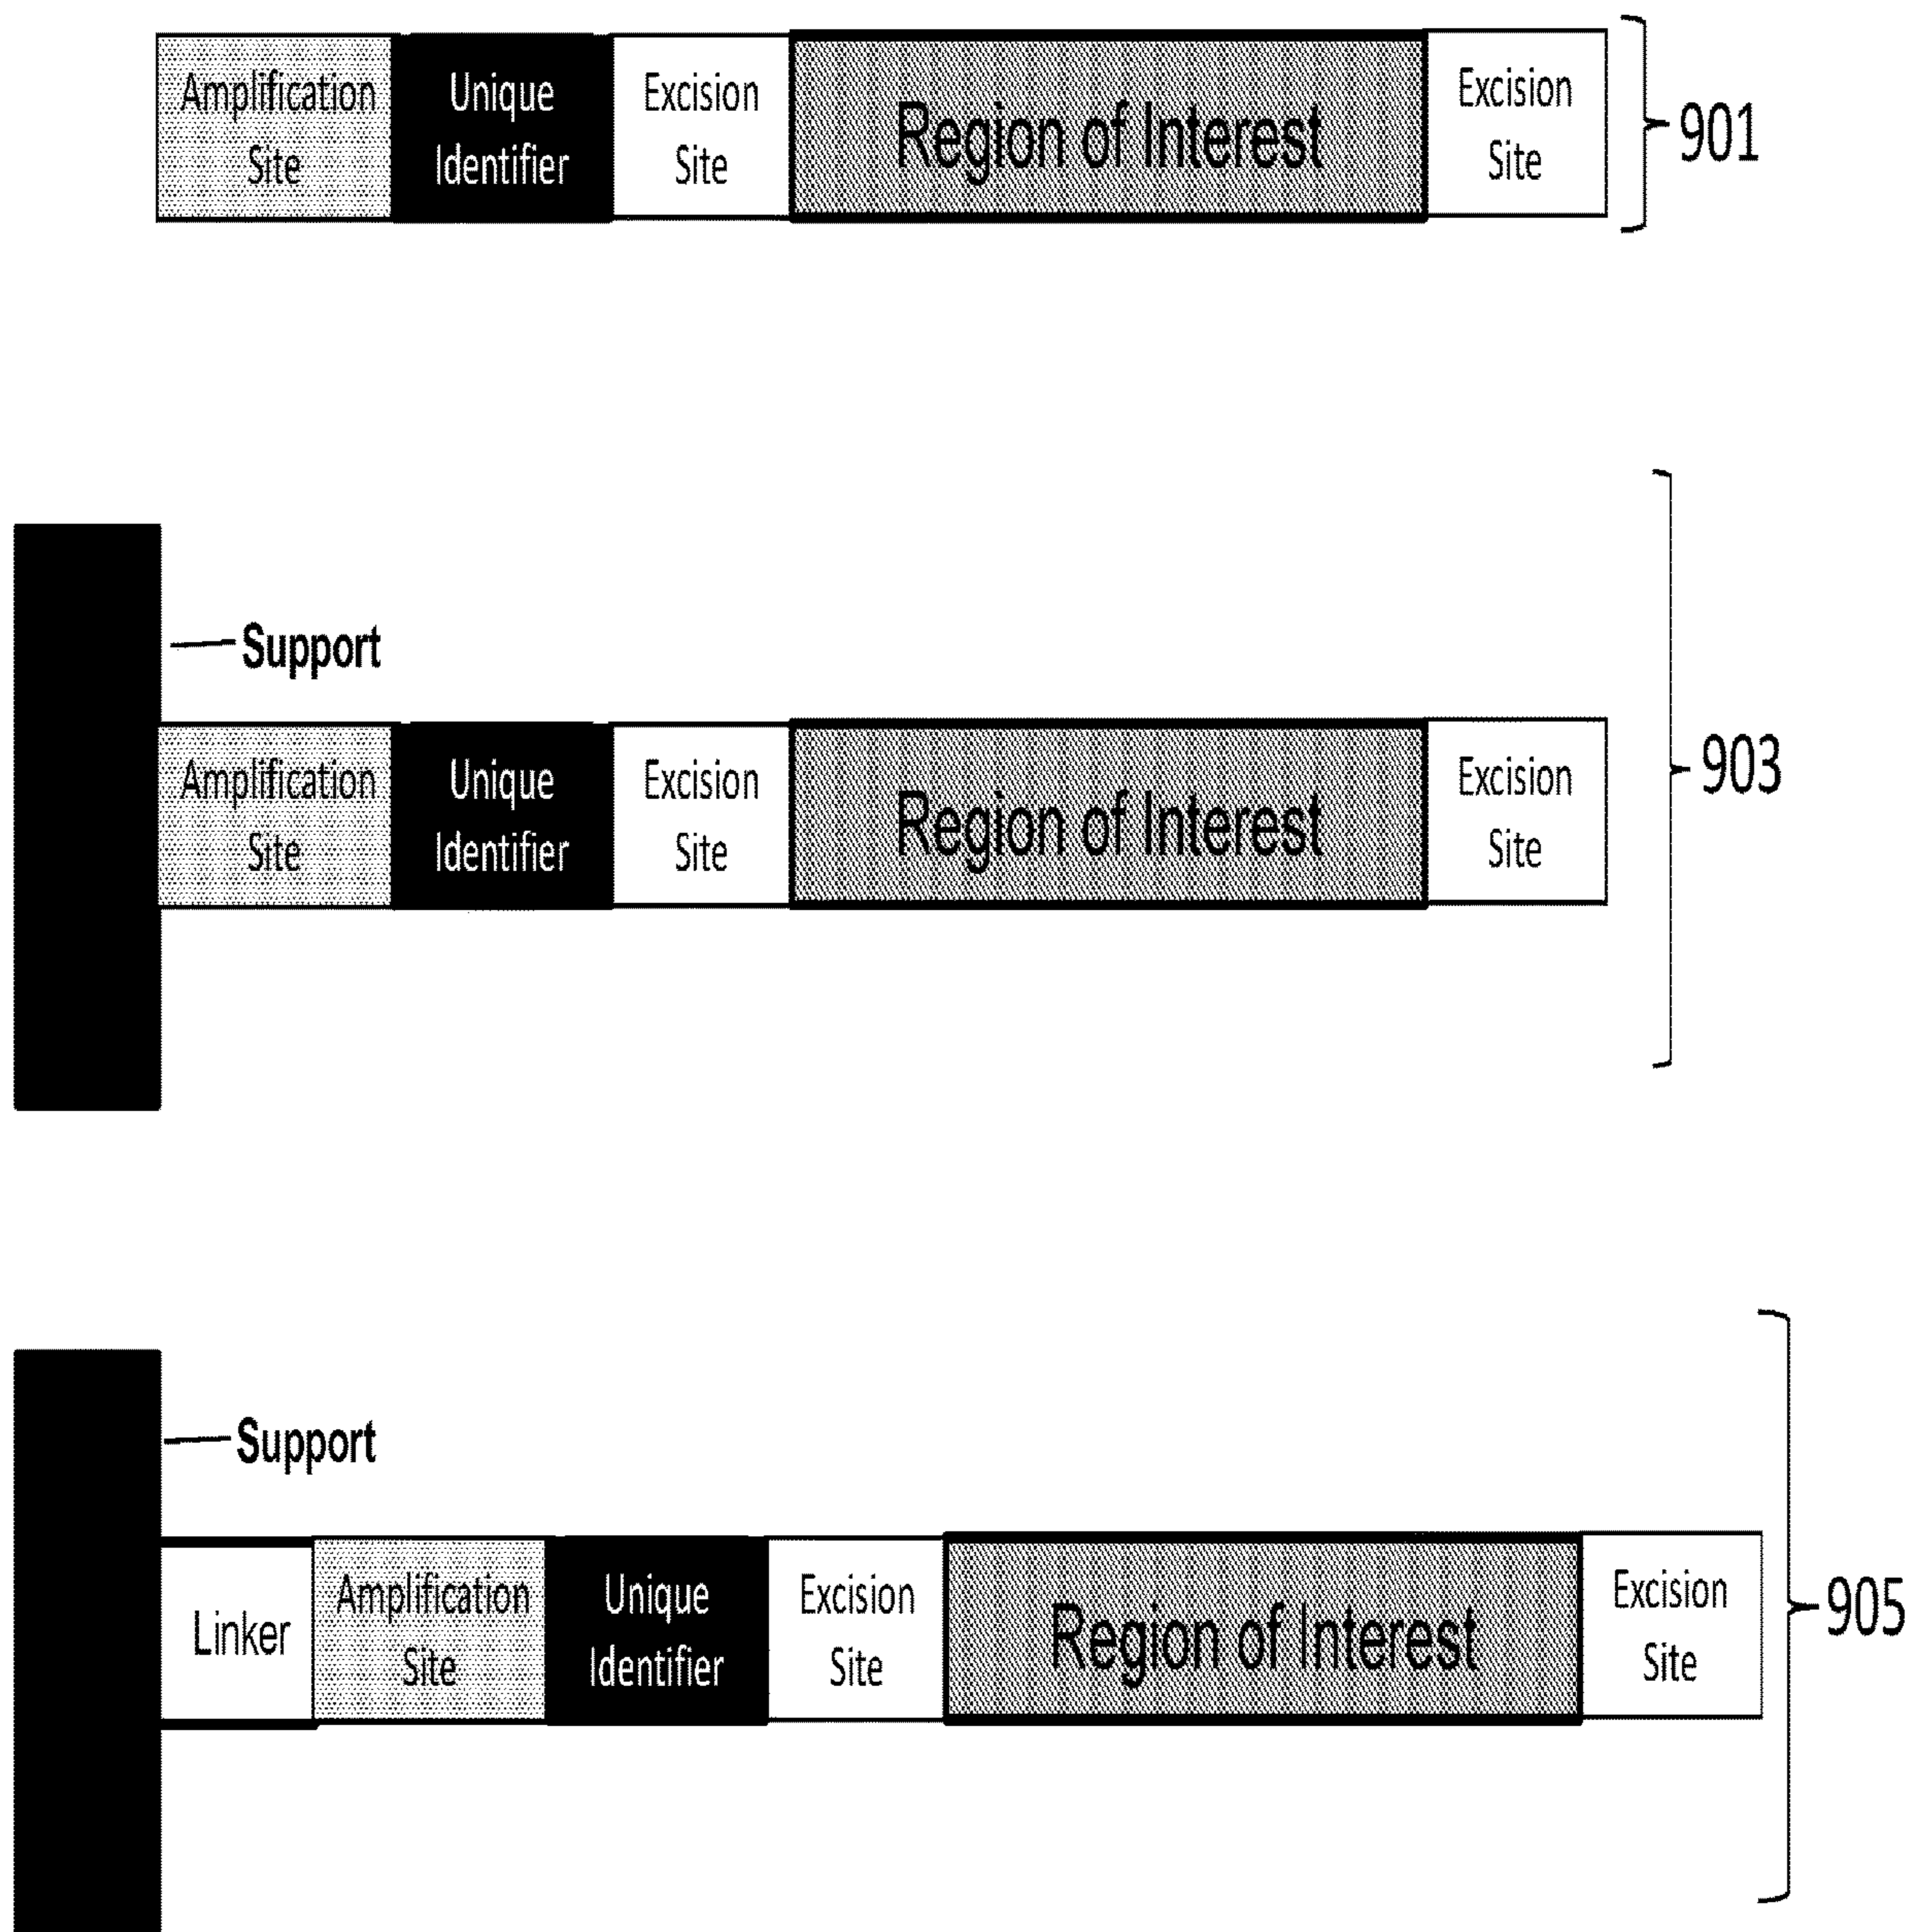 Amplification
Site
Unique
Identifier
Excision
Site
Region of Interest
Excision
Site
901
Support
Amplification
Site
Unique
Identifier
Excision
Site
Region of Interest
Excision
Site
903
Support
Linker
Amplification
Site
Unique
Identifier
Excision
Site
Region of Interest
Excision
Site
905